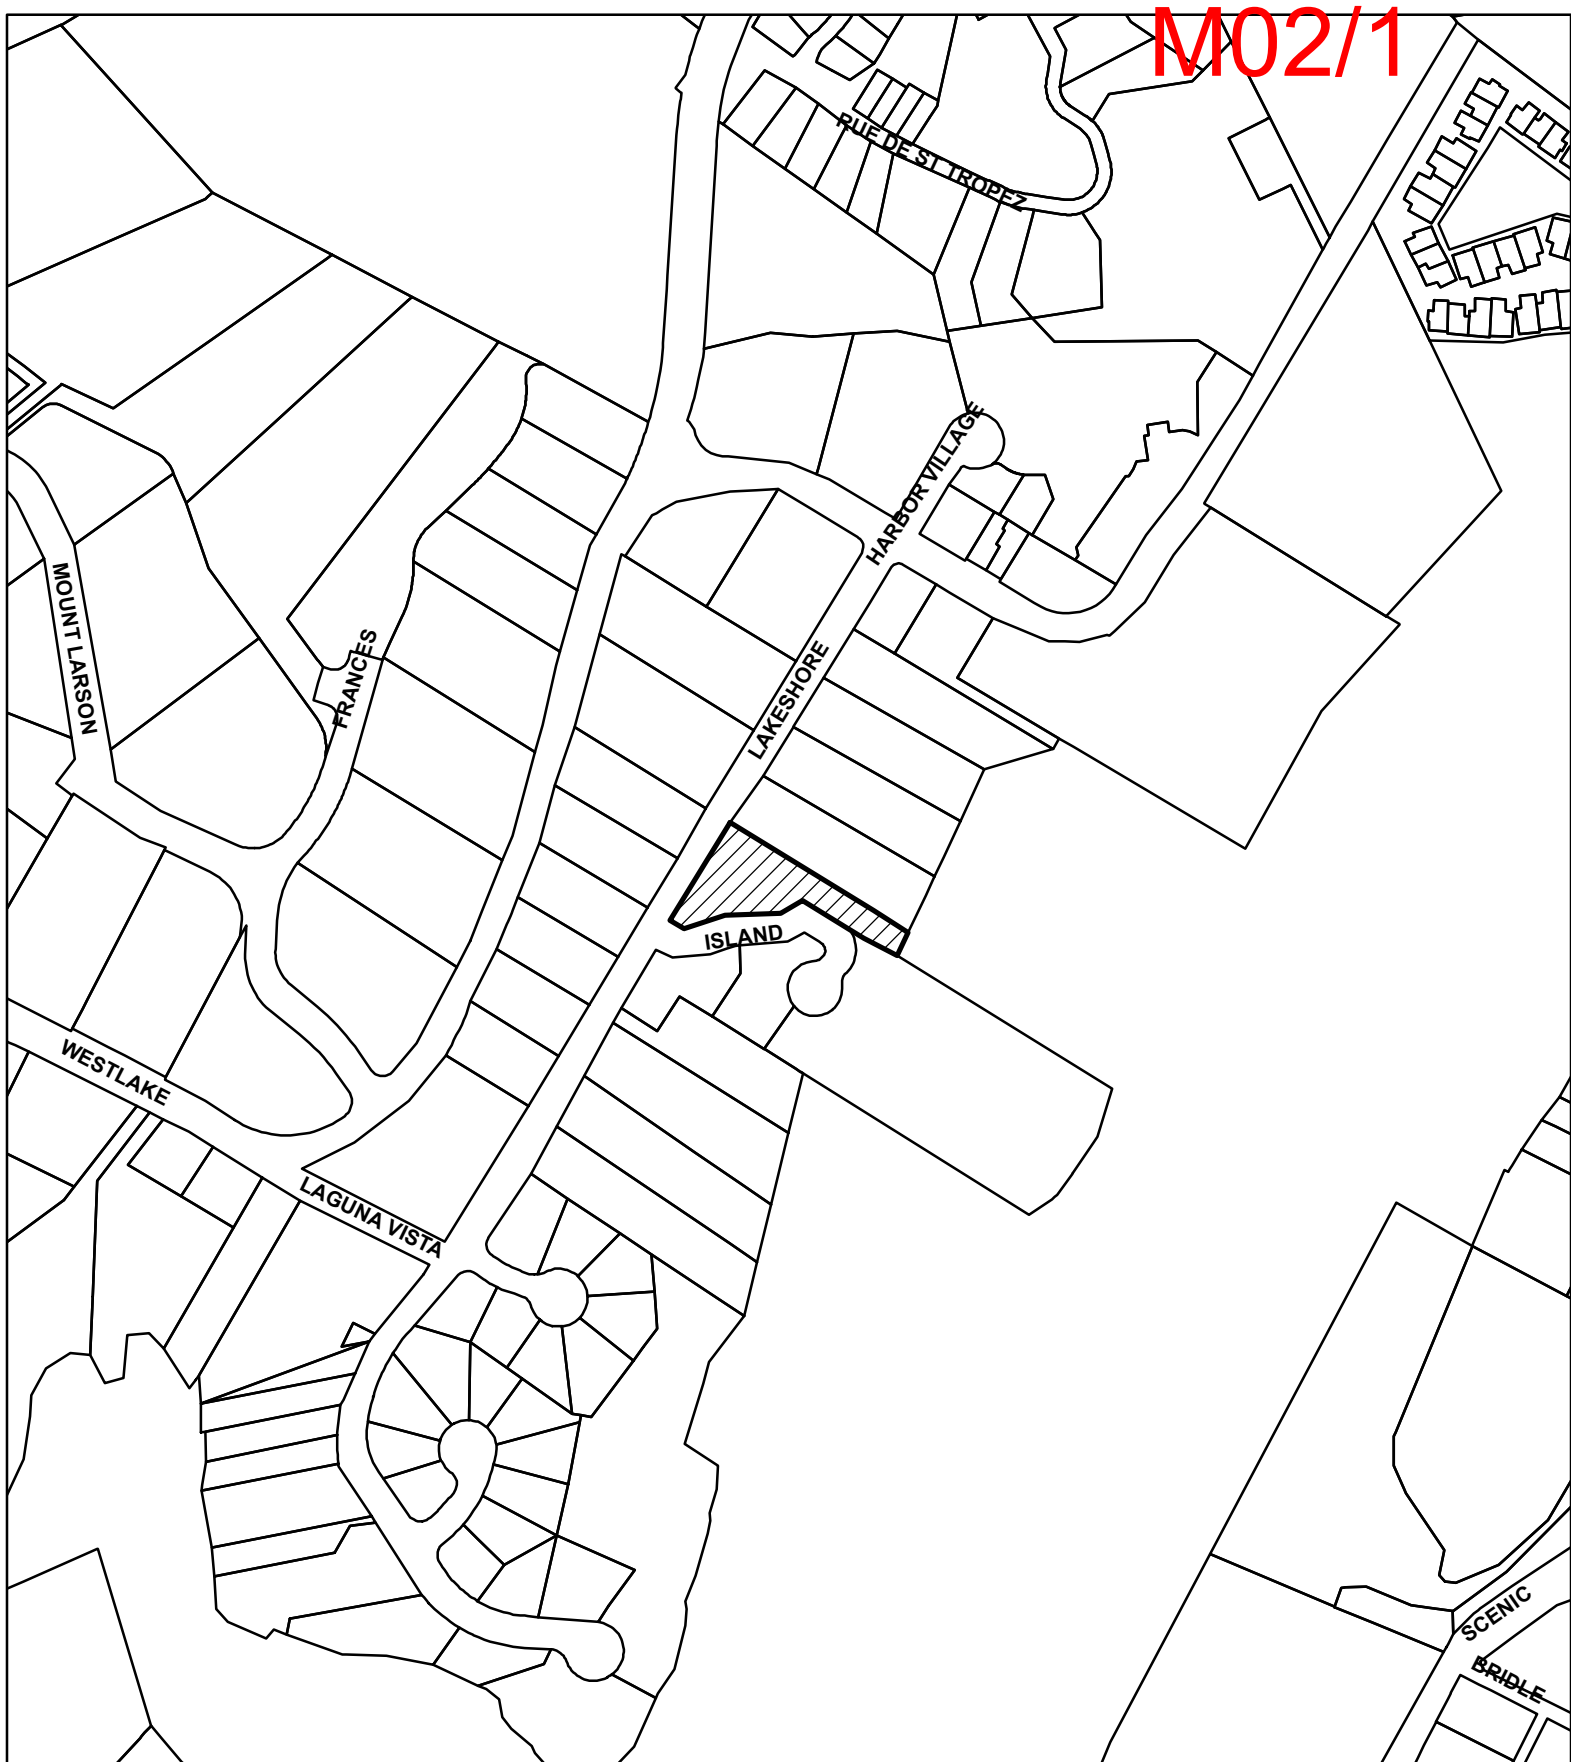 M02/1
RUE DE ST TROPEZ
HARBOR VILLAGE
MOUNT LARSON
FRANCES
LAKESHORE
ISLAND
WESTLAKE
LAGUNA VISTA
SCENIC
BRIDLE